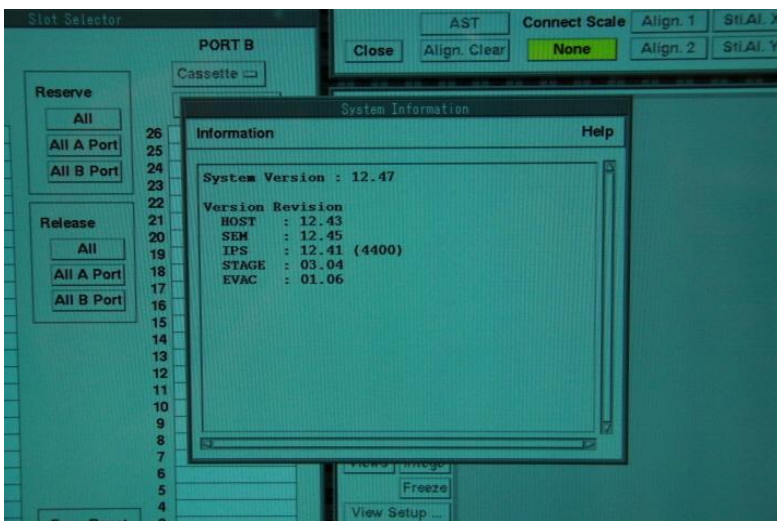 Slot Selector
PORT B
Cassette
Reserve
All
All A Port
All B Port
Release
All
All A Port
All B Port
26
25
24
23
22
21
20
19
18
17
16
15
14
13
12
11
10
9
8
7
6
5
4
AST
Connect Scale
Align. 1
Sti.Al. X
Close
Align. Clear
None
Align. 2
Sti.Al. Y
System Information
Information Help
System Version : 12.47
Version Revision
HOST : 12.43
SEM : 12.45
IPS : 12.41 (4400)
STAGE : 03.04
EVAC : 01.06
Freeze
View Setup ...